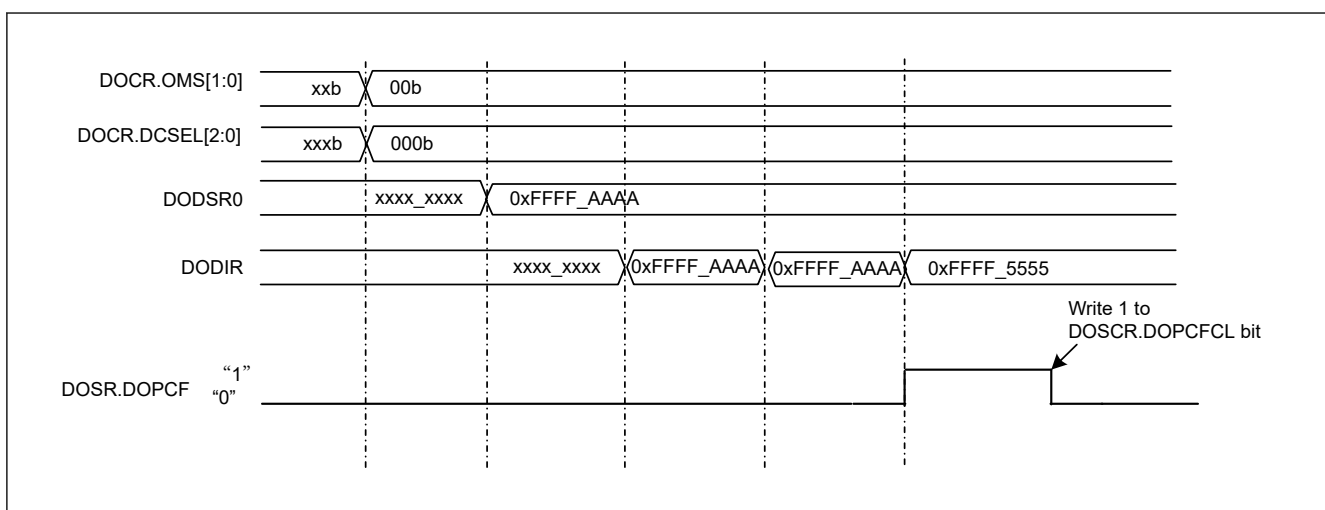 DOCR.OMS[1:0] xxb 00b
DOCR.DCSEL[2:0] xxxb 000b
DODSR0 xxxx_xxxx 0xFFFF_AAAA
DODIR xxxx_xxxx 0xFFFF_AAAA 0xFFFF_AAAA 0xFFFF_5555
Write 1 to
DOSCR.DOPCFCL bit
DOSR.DOPCF “1”
“0”